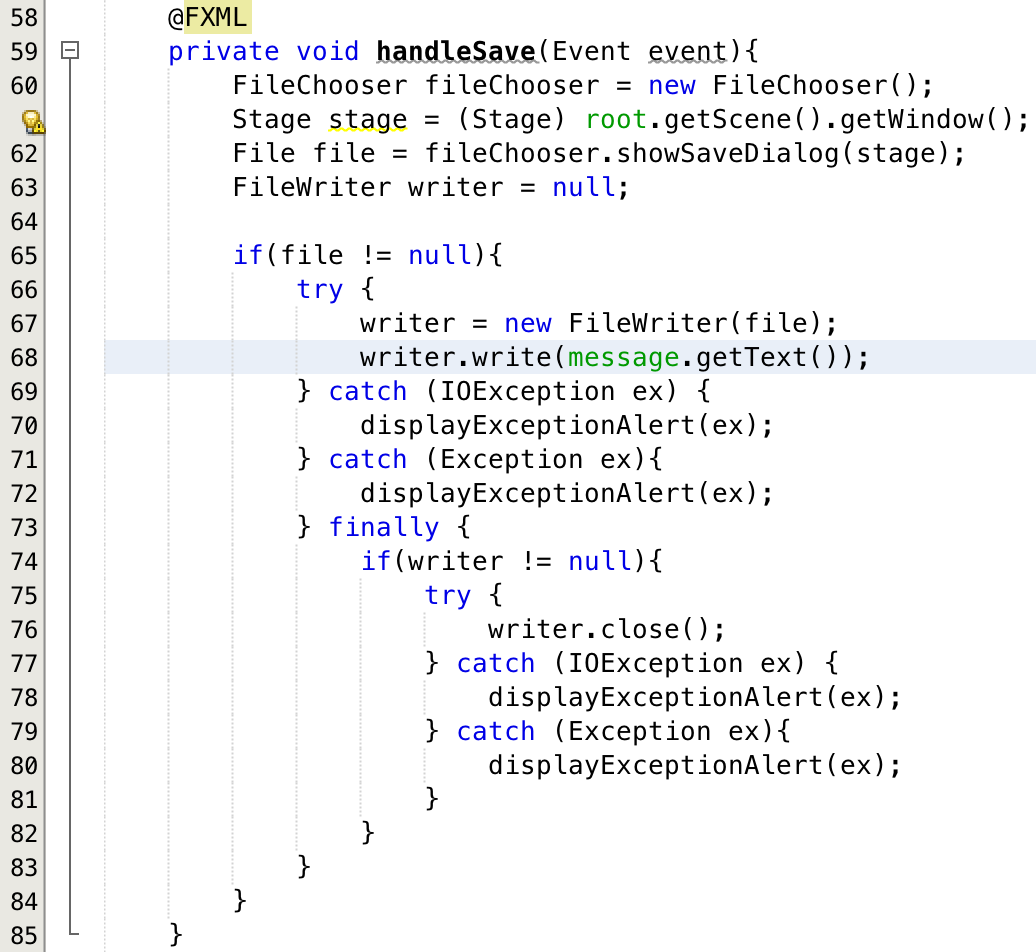 58 @FXML
59 private void handleSave(Event event){
60 FileChooser fileChooser = new FileChooser();
Stage stage = (Stage) root.getScene().getWindow();
62 File file = fileChooser.showSaveDialog(stage);
63 FileWriter writer = null;
64
65 if(file != null){
66 try {
67 writer = new FileWriter(file);
68 writer.write(message.getText());
69 } catch (IOException ex) {
70 displayExceptionAlert(ex);
71 } catch (Exception ex){
72 displayExceptionAlert(ex);
73 } finally {
74 if(writer != null){
75 try {
76 writer.close();
77 } catch (IOException ex) {
78 displayExceptionAlert(ex);
79 } catch (Exception ex){
80 displayExceptionAlert(ex);
81 }
82 }
83 }
84 }
85 }